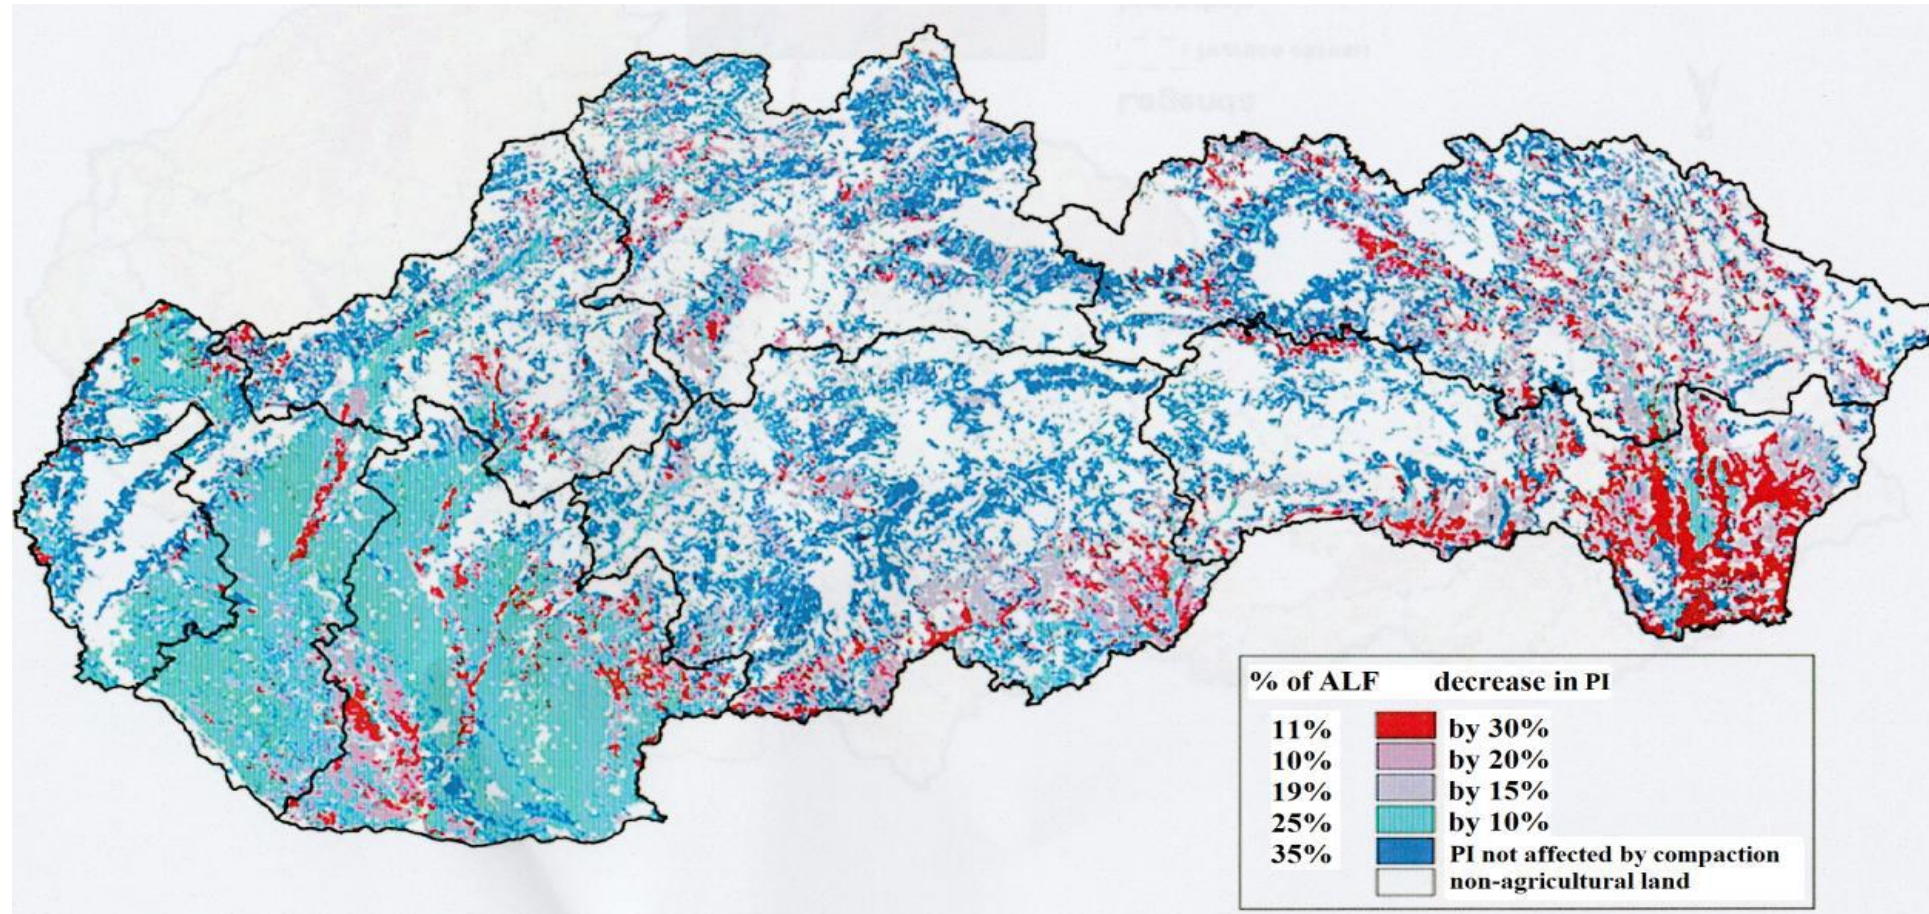 % of ALF decrease in PI
11% by 30%
10% by 20%
19% by 15%
25% by 10%
35% PI not affected by compaction
non-agricultural land